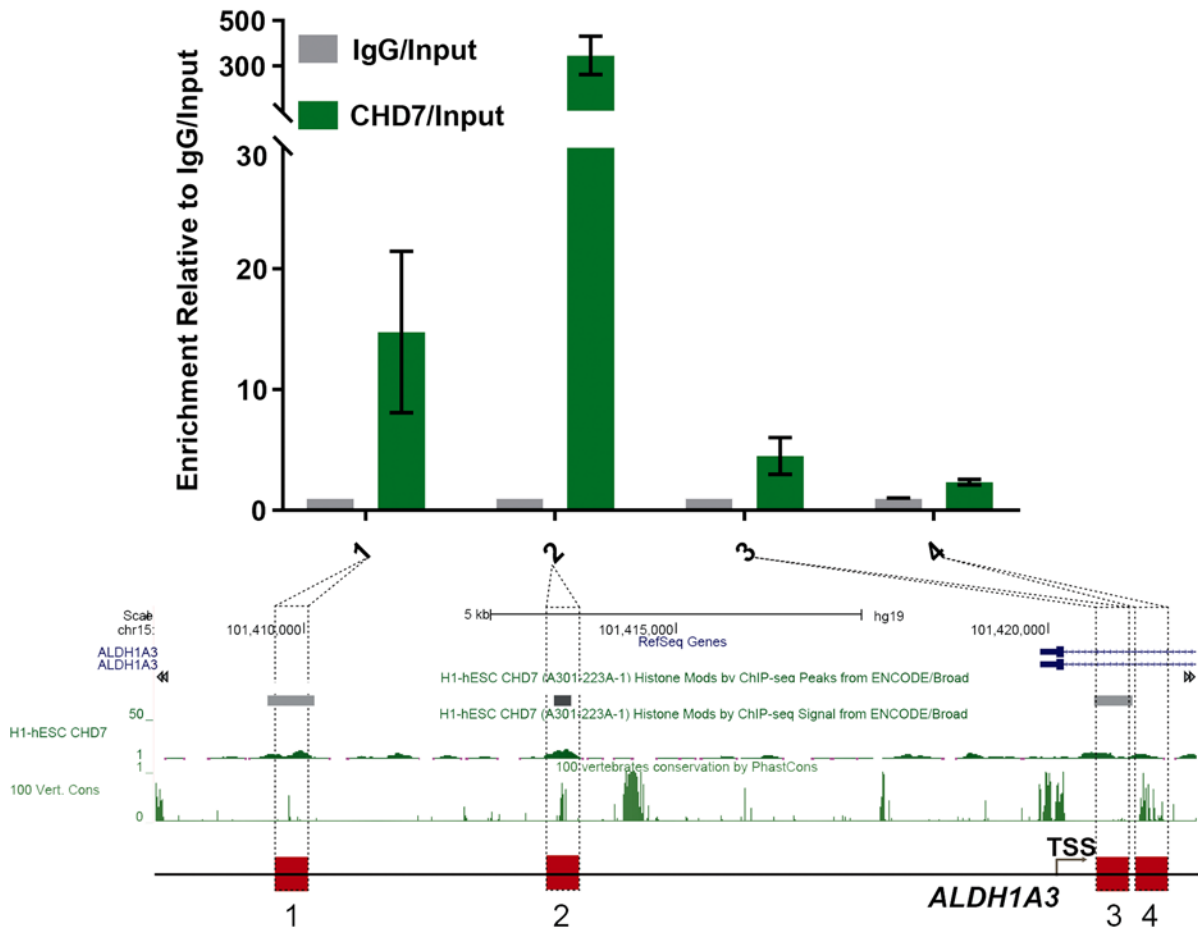 500
300
30
20
10
0
Enrichment Relative to IgG/Input
IgG/Input
CHD7/Input
1 2 3 4
Scale 5 kb hg19
chr15: 101,410,000 101,415,000 101,420,000
RefSeq Genes
ALDH1A3
ALDH1A3
H1-hESC CHD7 (A301-223A-1) Histone Mods by ChIP-seq Peaks from ENCODE/Broad
H1-hESC CHD7 (A301-223A-1) Histone Mods by ChIP-seq Signal from ENCODE/Broad
50
H1-hESC CHD7
1
100 vertebrates conservation by PhastCons
1
100 Vert. Cons
0
TSS
ALDH1A3
1 2 3 4